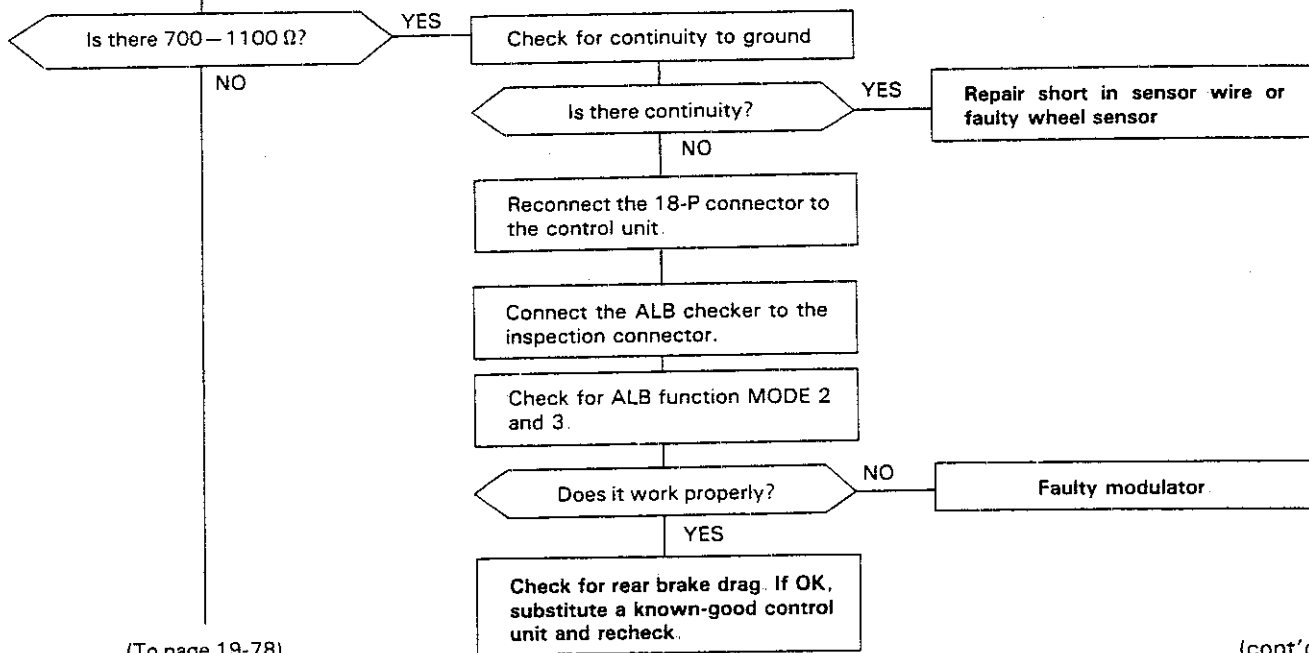 Is there 700—1100 Ω?
YES
Check for continuity to ground
NO
Is there continuity?
YES
Repair short in sensor wire or
faulty wheel sensor
NO
Reconnect the 18-P connector to
the control unit.
Connect the ALB checker to the
inspection connector.
Check for ALB function MODE 2
and 3.
Does it work properly?
NO
Faulty modulator.
YES
Check for rear brake drag. If OK,
substitute a known-good control
unit and recheck.
(To page 19-78)
(cont'd